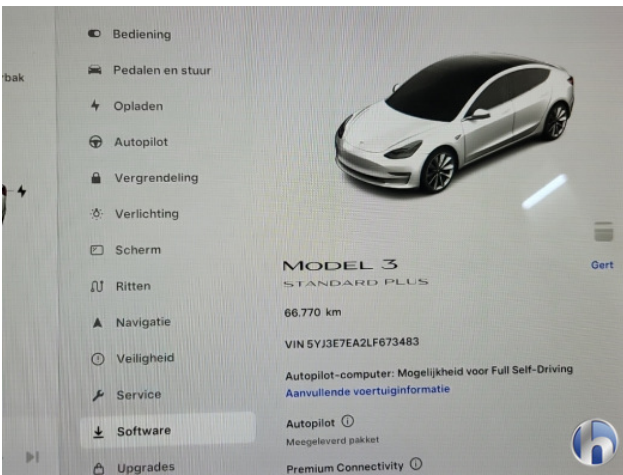 rbak
Bediening
Pedalen en stuur
Opladen
Autopilot
Vergrendeling
Verlichting
Scherm
Ritten
Navigatie
Veiligheid
Service
Software
Upgrades
MODEL 3
Gert
STANDARD PLUS
66.770 km
VIN 5YJ3E7EA2LF673483
Autopilot-computer: Mogelijkheid voor Full Self-Driving
Aanvullende voertuiginformatie
Autopilot
Meegeleverd pakket
Premium Connectivity
h